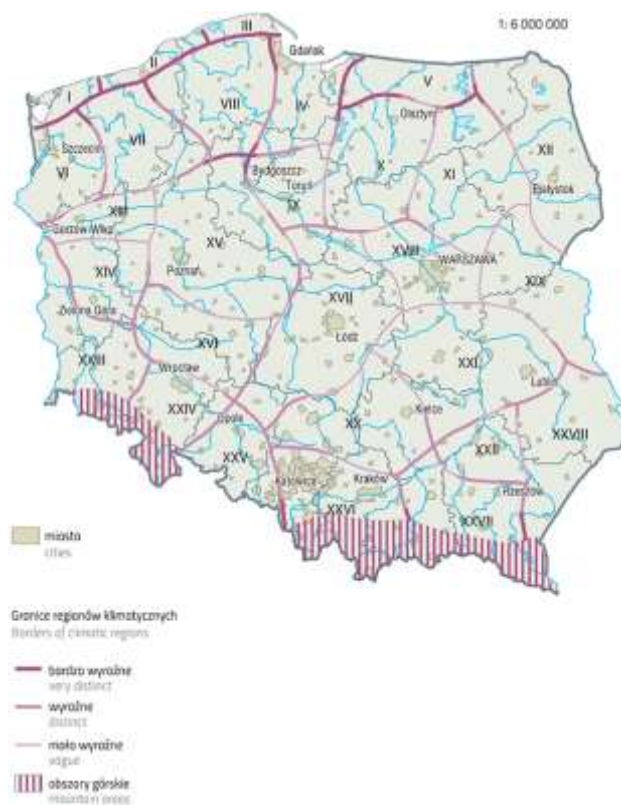 1: 6 000 000
III
Gdańsk
II
I
V
VIII
IV
Olsztyn
VII
Szczecin
XII
VI
Bydgoszcz
X
XI
Toruń
Białystok
IX
XIII
Gorzów Wlkp.
XV
XVIII
WARSZAWA
Poznań
XIV
XIX
XVII
Zielona Góra
Łódź
XVI
XXIII
Wrocław
XXI
Lublin
XXIV
Kielce
Opole
XX
XXVIII
XXII
XXV
Katowice
Kraków
Rzeszów
XXVI
XXVII
miasta
cities
Granice regionów klimatycznych
Borders of climatic regions
bardzo wyraźne
very distinct
wyraźne
distinct
mało wyraźne
vague
obszary górskie
mountain areas